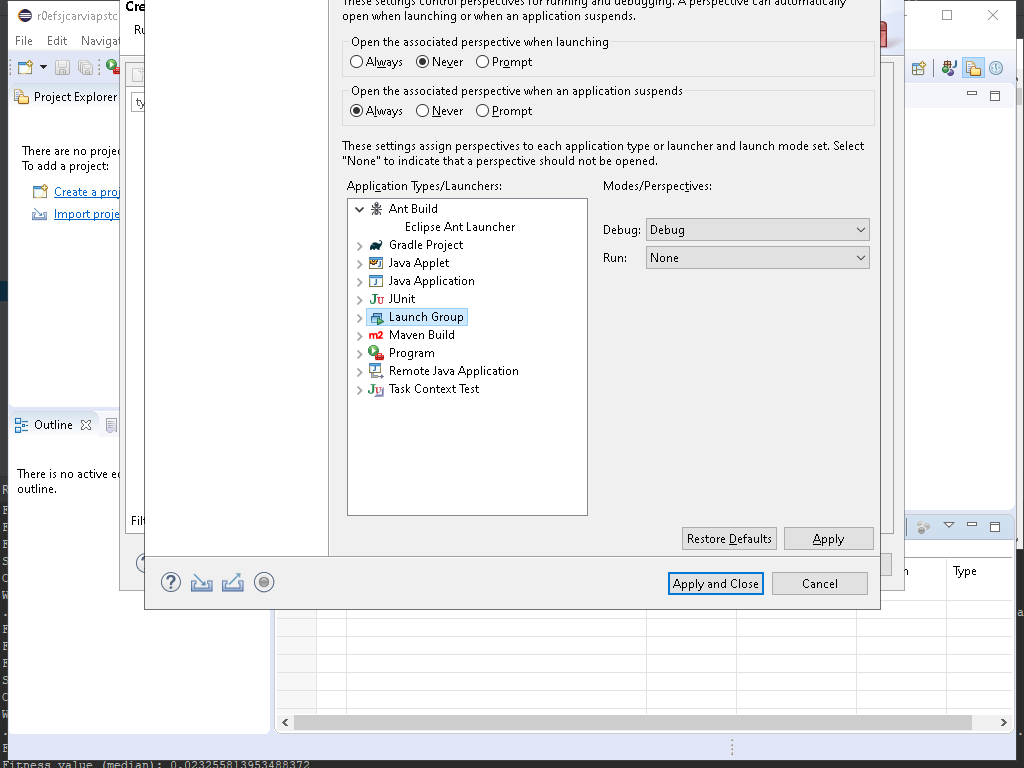 r0efsjcarviapstc
Cre
These settings control perspectives for running and debugging. A perspective can automatically
open when launching or when an application suspends.
File Edit Navigat
Ru
Open the associated perspective when launching
Always Never Prompt
Project Explorer
ty
Open the associated perspective when an application suspends
Always Never Prompt
There are no projec
To add a project:
Create a proj
Import proje
These settings assign perspectives to each application type or launcher and launch mode set. Select
"None" to indicate that a perspective should not be opened.
Application Types/Launchers:
Modes/Perspectives:
Ant Build
Eclipse Ant Launcher
Gradle Project
Java Applet
Java Application
JUnit
Launch Group
Maven Build
Program
Remote Java Application
Task Context Test
Debug: Debug
Run: None
Outline
There is no active ed
outline.
Filt
Restore Defaults Apply
Apply and Close Cancel
n Type
Fitness value (median): 0.023255813953488372